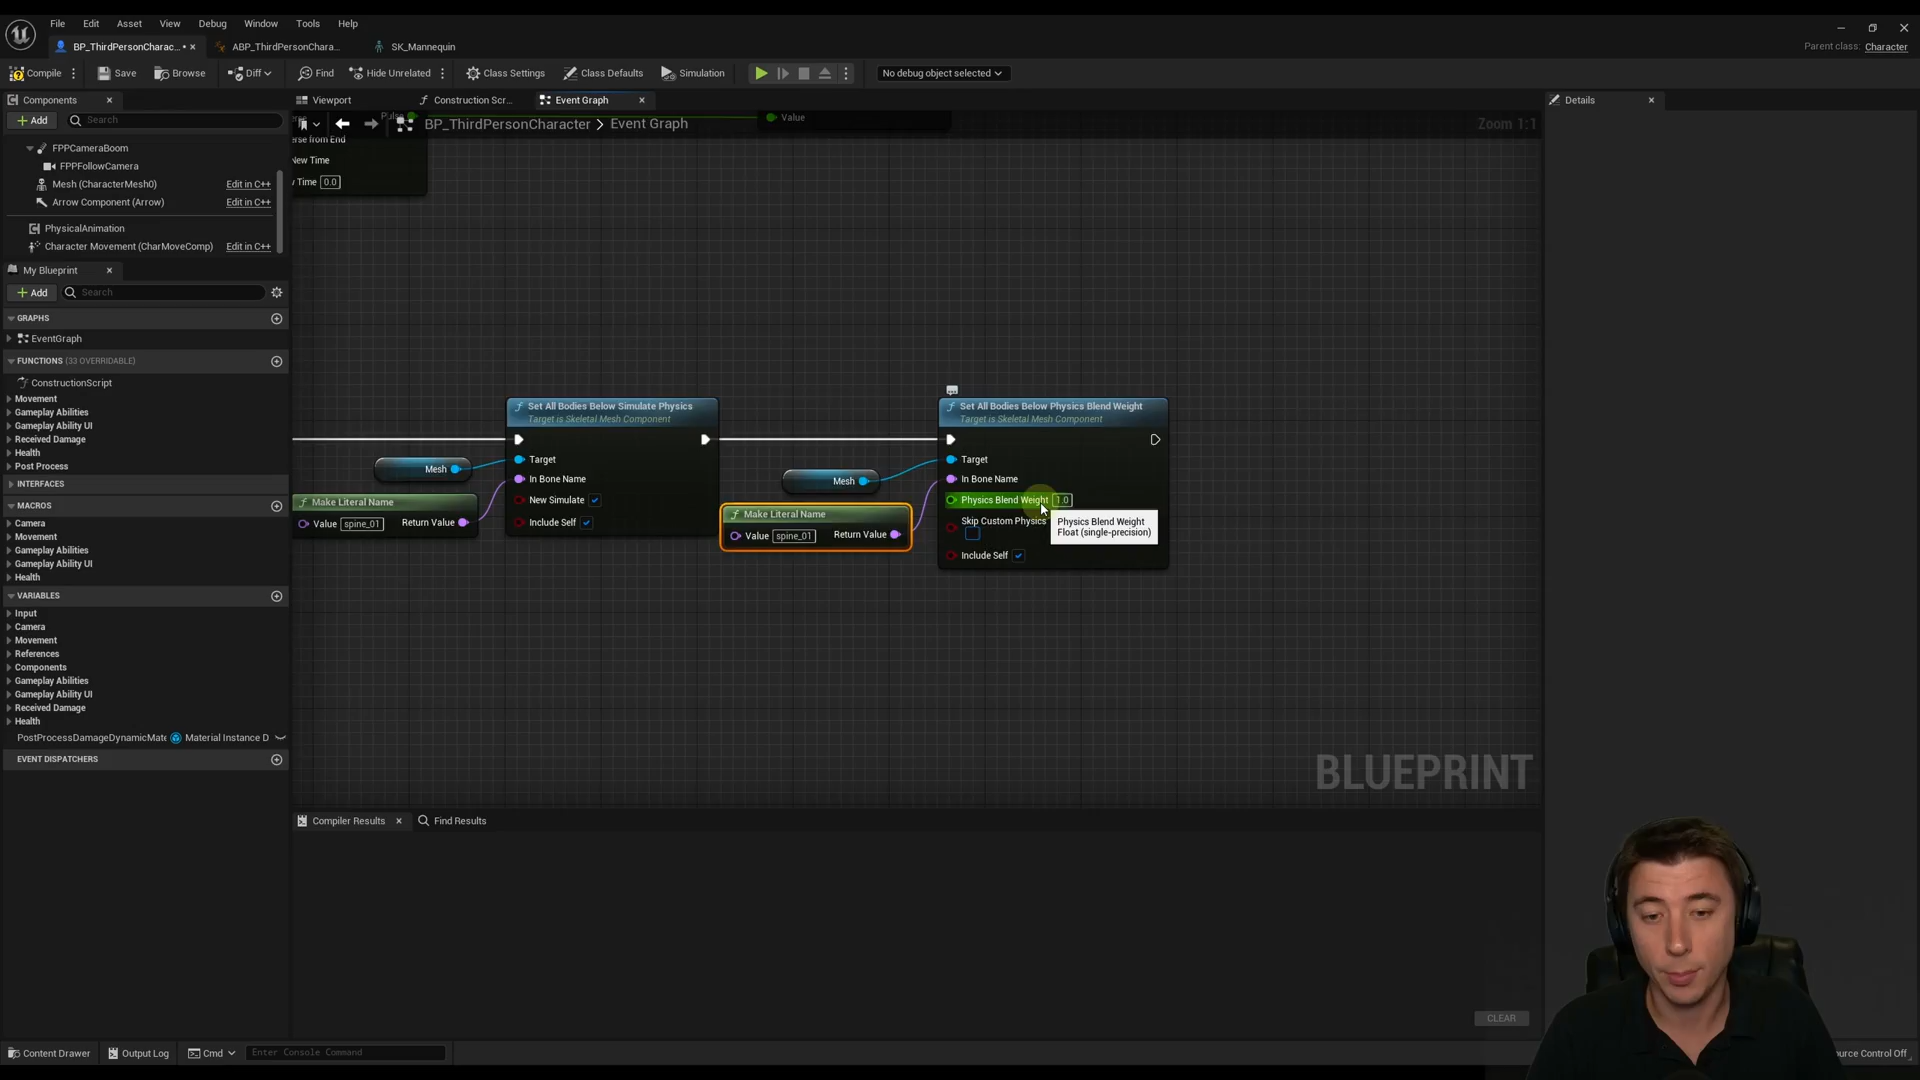 File Edit Asset View Debug Window Tools Help
BP_ThirdPersonCharac... ABP_ThirdPersonChara... SK_Mannequin
Parent class: Character
Compile Save Browse Diff Find Hide Unrelated Class Settings Class Defaults Simulation No debug object selected
Components
Add Search
FPPCameraBoom
FPPFollowCamera
Mesh (CharacterMesh0) Edit in C++
Arrow Component (Arrow) Edit in C++
PhysicalAnimation
Character Movement (CharMoveComp) Edit in C++
My Blueprint
Add Search
GRAPHS
EventGraph
FUNCTIONS (33 OVERRIDABLE)
ConstructionScript
Movement
Gameplay Abilities
Gameplay Ability UI
Received Damage
Health
Post Process
INTERFACES
MACROS
Camera
Movement
Gameplay Abilities
Gameplay Ability UI
Health
VARIABLES
Input
Camera
Movement
References
Components
Gameplay Abilities
Gameplay Ability UI
Received Damage
Health
PostProcessDamageDynamicMate Material Instance D
EVENT DISPATCHERS
Viewport Construction Scr... Event Graph
BP_ThirdPersonCharacter > Event Graph
Zoom 1:1
Pulse Value
erse from End
New Time
Time 0.0
Set All Bodies Below Simulate Physics
Target is Skeletal Mesh Component
Mesh Target
In Bone Name
Make Literal Name
Value spine_01 Return Value
New Simulate
Include Self
Set All Bodies Below Physics Blend Weight
Target is Skeletal Mesh Component
Mesh Target
In Bone Name
Make Literal Name
Value spine_01 Return Value
Physics Blend Weight 1.0
Skip Custom Physics
Include Self
Physics Blend Weight
Float (single-precision)
BLUEPRINT
Details
Compiler Results Find Results
CLEAR
Content Drawer Output Log Cmd Enter Console Command
ource Control Off